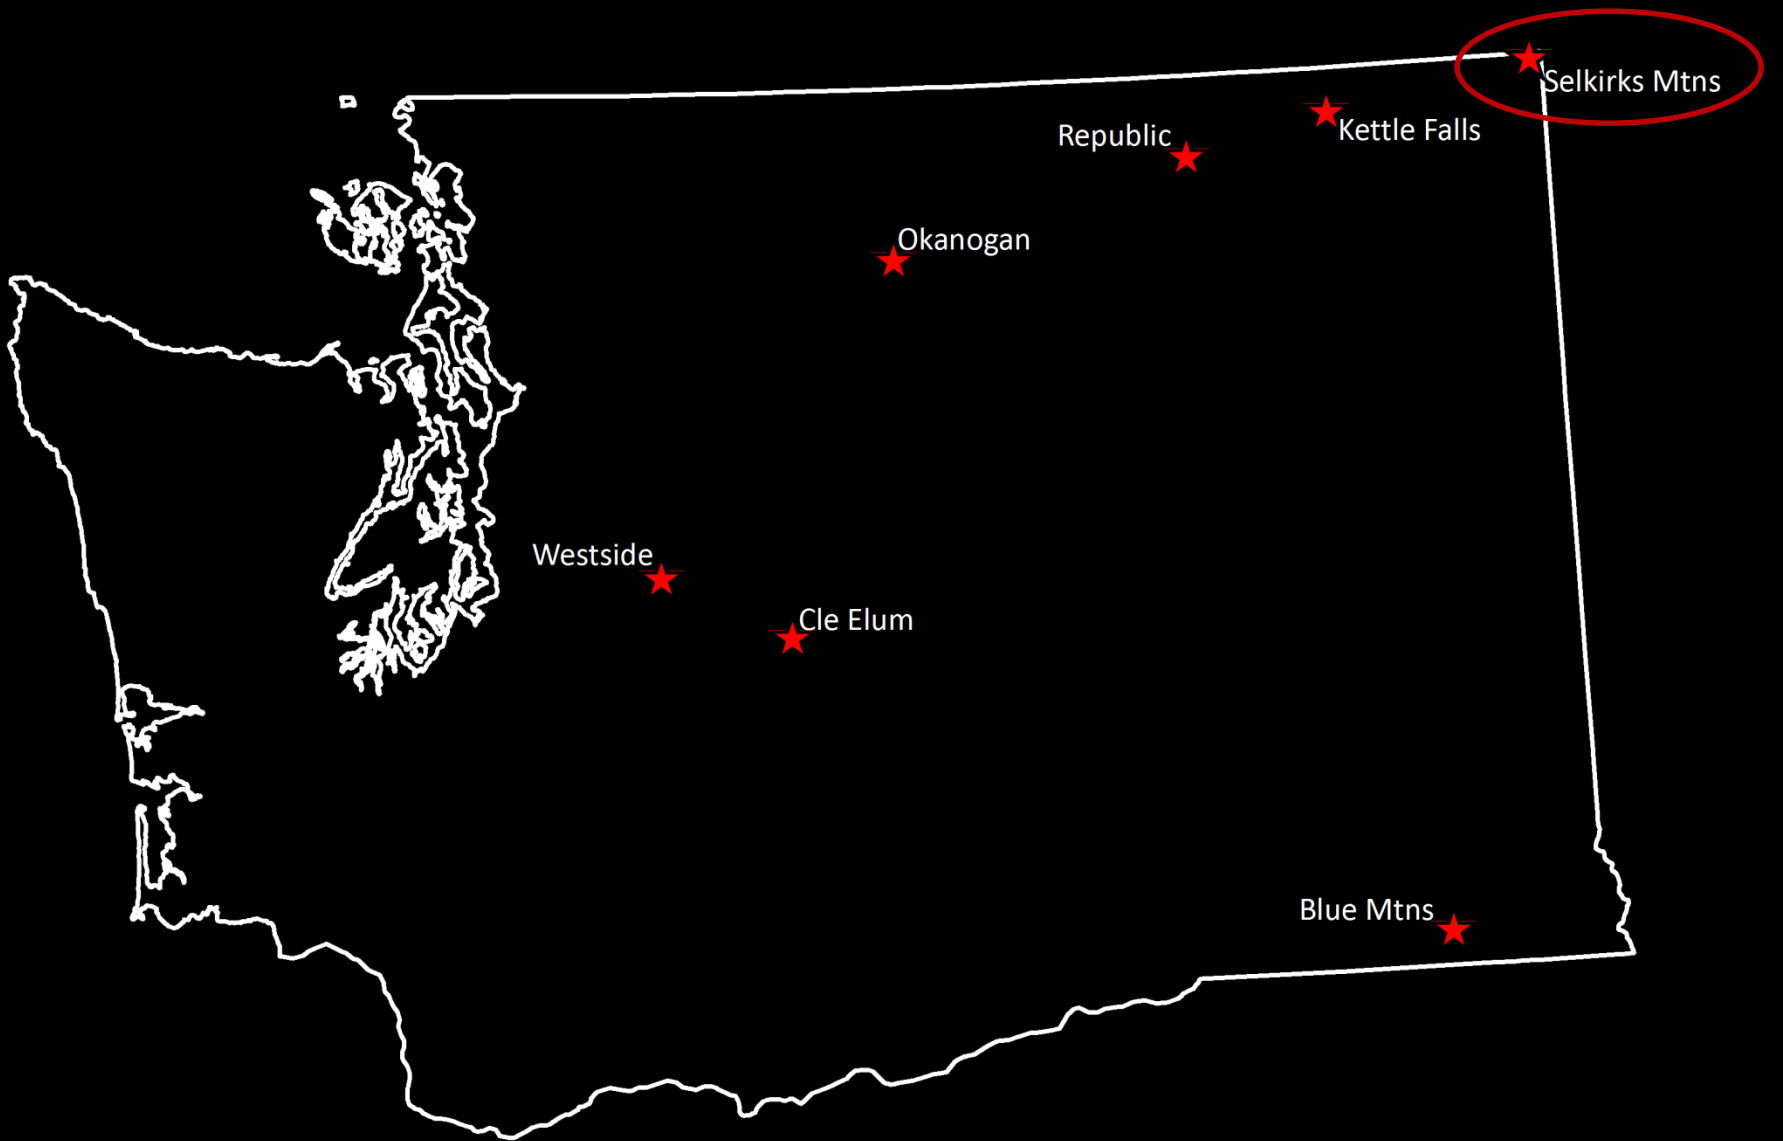 Selkirks Mtns
Kettle Falls
Republic
Okanogan
Westside
Cle Elum
Blue Mtns